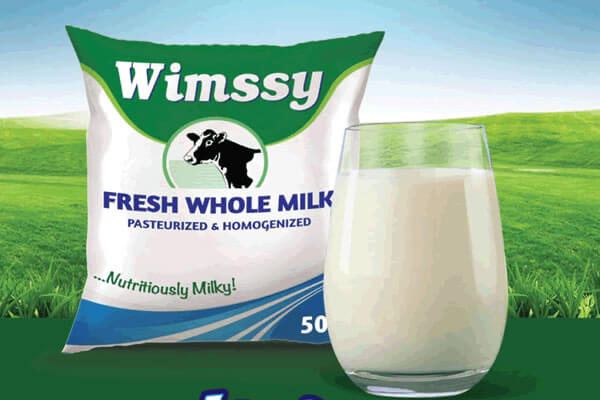 Wimssy
FRESH WHOLE MILK
PASTEURIZED & HOMOGENIZED
...Nutritiously Milky!
50